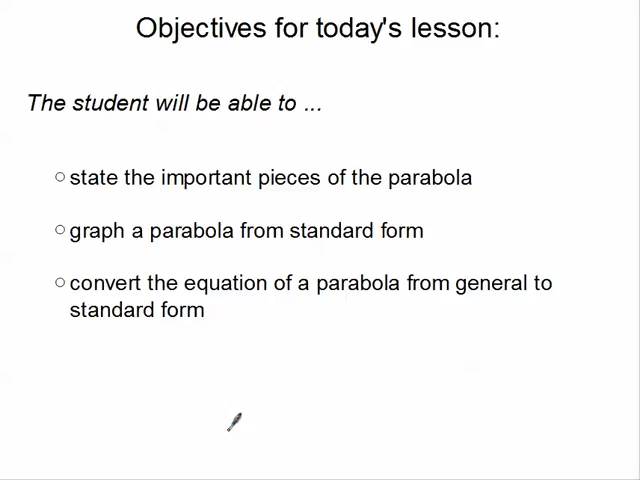 Objectives for today's lesson:
The student will be able to ...
○ state the important pieces of the parabola
○ graph a parabola from standard form
○ convert the equation of a parabola from general to
standard form